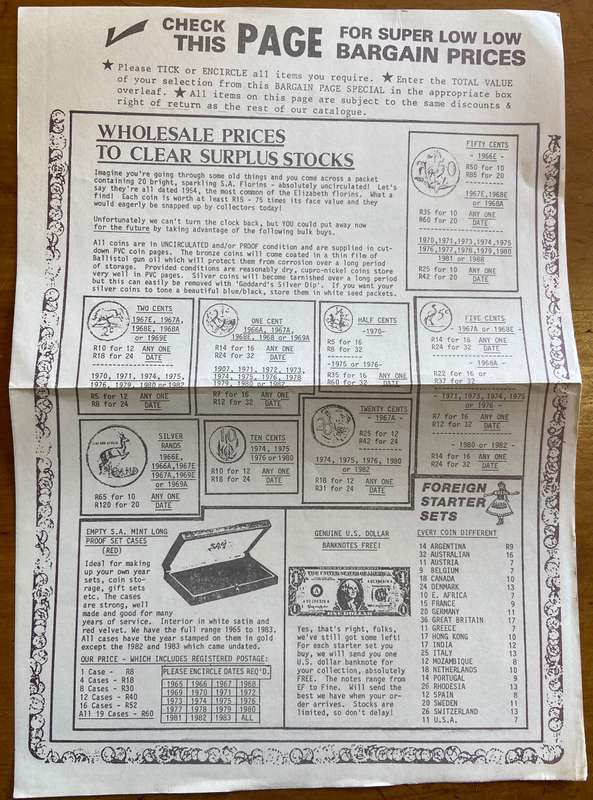 CHECK THIS PAGE FOR SUPER LOW LOW BARGAIN PRICES
★ Please TICK or ENCIRCLE all items you require. ★ Enter the TOTAL VALUE
of your selection from this BARGAIN PAGE SPECIAL in the appropriate box
overleaf. ★ All items on this page are subject to the same discounts &
right of return as the rest of our catalogue.
WHOLESALE PRICES
TO CLEAR SURPLUS STOCKS
Imagine you're going through some old things and you come across a packet
containing 20 bright, sparkling S.A. Florins - absolutely uncirculated! Let's
say they're all dated 1954, the most common of the Elizabeth florins. What a
find! Each coin is worth at least R15 - 75 times its face value and they
would eagerly be snapped up by collectors today!
Unfortunately we can't turn the clock back, but YOU could put away now
for the future by taking advantage of the following bulk buys.
All coins are in UNCIRCULATED and/or PROOF condition and are supplied in cut-
down PVC coin pages. The bronze coins will come coated in a thin film of
Ballistol gun oil which will protect them from corrosion over a long period
of storage. Provided conditions are reasonably dry, cupro-nickel coins store
very well in PVC pages. Silver coins will become tarnished over a long period
but this can be easily removed with 'Goddard's Silver Dip'. If you want your
silver coins to tone a beautiful blue/black, store them in white seed packets.
FIFTY CENTS
- 1966E -
R50 for 10
R85 for 20
1967E,1968E
or 1968A
R35 for 10 ANY ONE
R60 for 20 DATE
1970,1971,1973,1974,1975
1976,1977,1978,1979,1980
1981 or 1988
R25 for 10 ANY ONE
R42 for 20 DATE
TWO CENTS
1967E, 1967A,
1968E, 1968A
or 1969E
R10 for 12 ANY ONE
R18 for 24 DATE
1970, 1971, 1974, 1975,
1976, 1979, 1980 or 1982
R5 for 12 ANY ONE
R8 for 24 DATE
ONE CENT
1966A, 1967A,
1968E, 1968 or 1969A
R14 for 16 ANY ONE
R24 for 32 DATE
1907, 1971, 1972, 1973,
1974, 1975, 1976, 1978
1979, 1980 or 1982
R7 for 16 ANY ONE
R12 for 32 DATE
HALF CENTS
-1970-
R5 for 16
R8 for 32
-1975 or 1976-
R35 for 16 ANY ONE
R60 for 32 DATE
FIVE CENTS
- 1967A or 1968E -
R14 for 16 ANY ONE
R24 for 32 DATE
- 1968A -
R22 for 16 or
R37 for 32
- 1971, 1973, 1974, 1975
or 1976 -
R7 for 16 ANY ONE
R12 for 32 DATE
- 1980 or 1982 -
R14 for 16 ANY ONE
R24 for 32 DATE
SILVER
RANDS
1966E,
1966A,1967E
1967A,1969E
or 1969A
R65 for 10 ANY ONE
R120 for 20 DATE
TEN CENTS
1974, 1975
1976 or 1980
R10 for 12 ANY ONE
R18 for 24 DATE
TWENTY CENTS
- 1967A -
R25 for 12
R42 for 24
1974, 1975, 1976, 1980
or 1982
R18 for 12 ANY ONE
R31 for 24 DATE
EMPTY S.A. MINT LONG
PROOF SET CASES
(RED)
Ideal for making
up your own year
sets, coin sto-
rage, gift sets
etc. The cases
are strong, well
made and good for many
years of service. Interior in white satin and
red velvet. We have the full range 1965 to 1983.
All cases have the year stamped on them in gold
except the 1982 and 1983 which came undated.
OUR PRICE - WHICH INCLUDES REGISTERED POSTAGE:
1 Case - R8
4 Cases - R18
8 Cases - R30
12 Cases - R40
16 Cases - R52
All 19 Cases - R60
PLEASE ENCIRCLE DATES REQ'D.
1965 1966 1967 1968
1969 1970 1971 1972
1973 1974 1975 1976
1977 1978 1979 1980
1981 1982 1983 ALL
GENUINE U.S. DOLLAR
BANKNOTES FREE!
THE UNITED STATES OF AMERICA
ONE DOLLAR
Yes, that's right, folks,
we've still got some left!
For each starter set you
buy, we will send you one
U.S. dollar banknote for
your collection, absolutely
FREE. The notes range from
EF to Fine. Will send the
best we have when your or-
der arrives. Stocks are
limited, so don't delay!
FOREIGN
STARTER
SETS
EVERY COIN DIFFERENT
14 ARGENTINA R9
32 AUSTRALIAN 16
11 AUSTRIA 7
9 BELGIUM 7
18 CANADA 10
24 DENMARK 13
10 E. AFRICA 7
15 FRANCE 9
20 GERMANY 11
36 GREAT BRITAIN 17
11 GREECE 7
17 HONG KONG 10
17 INDIA 12
25 ITALY 13
12 MOZAMBIQUE 8
18 NETHERLANDS 10
14 PORTUGAL 9
26 RHODESIA 13
12 SPAIN 8
20 SWEDEN 11
26 SWITZERLAND 13
11 U.S.A. 7